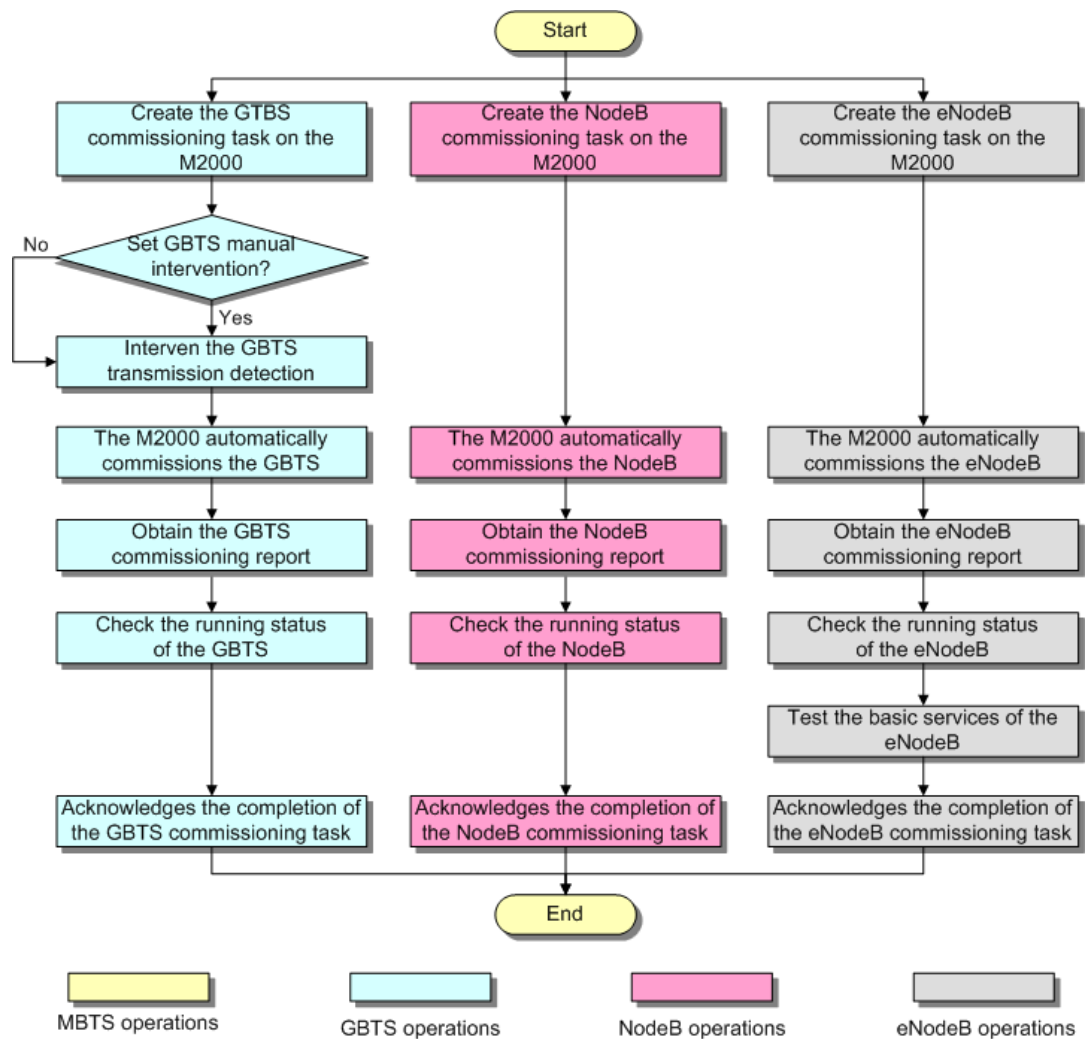 Start
Create the GTBS
commissioning task on the
M2000
Create the NodeB
commissioning task on the
M2000
Create the eNodeB
commissioning task on the
M2000
Set GBTS manual
intervention?
No
Yes
Interven the GBTS
transmission detection
The M2000 automatically
commissions the GBTS
The M2000 automatically
commissions the NodeB
The M2000 automatically
commissions the eNodeB
Obtain the GBTS
commissioning report
Obtain the NodeB
commissioning report
Obtain the eNodeB
commissioning report
Check the running status
of the GBTS
Check the running status
of the NodeB
Check the running status
of the eNodeB
Test the basic services of the
eNodeB
Acknowledges the completion of
the GBTS commissioning task
Acknowledges the completion of
the NodeB commissioning task
Acknowledges the completion of
the eNodeB commissioning task
End
MBTS operations
GBTS operations
NodeB operations
eNodeB operations